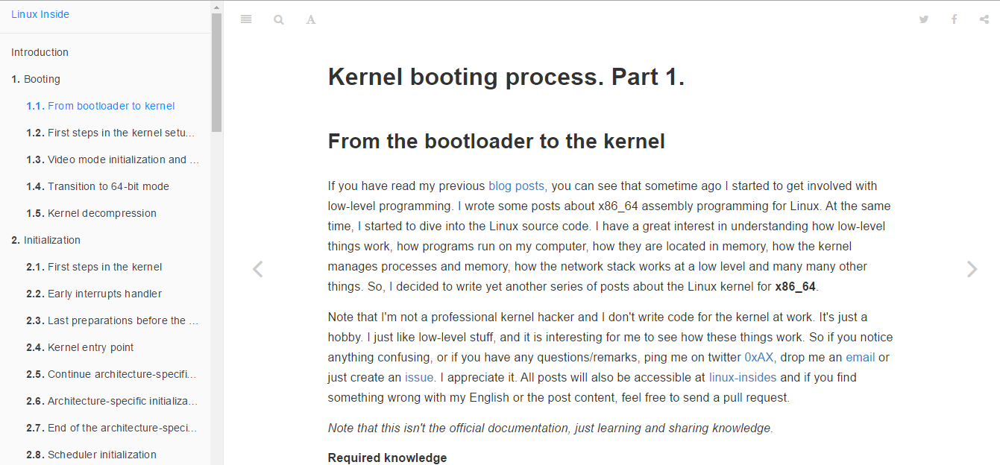 Linux Inside
Introduction
1. Booting
1.1. From bootloader to kernel
1.2. First steps in the kernel setu...
1.3. Video mode initialization and ...
1.4. Transition to 64-bit mode
1.5. Kernel decompression
2. Initialization
2.1. First steps in the kernel
2.2. Early interrupts handler
2.3. Last preparations before the ...
2.4. Kernel entry point
2.5. Continue architecture-specifi...
2.6. Architecture-specific initializa...
2.7. End of the architecture-speci...
2.8. Scheduler initialization
A
Kernel booting process. Part 1.
From the bootloader to the kernel
If you have read my previous blog posts, you can see that sometime ago I started to get involved with
low-level programming. I wrote some posts about x86_64 assembly programming for Linux. At the same
time, I started to dive into the Linux source code. I have a great interest in understanding how low-level
things work, how programs run on my computer, how they are located in memory, how the kernel
manages processes and memory, how the network stack works at a low level and many many other
things. So, I decided to write yet another series of posts about the Linux kernel for x86_64.
Note that I'm not a professional kernel hacker and I don't write code for the kernel at work. It's just a
hobby. I just like low-level stuff, and it is interesting for me to see how these things work. So if you notice
anything confusing, or if you have any questions/remarks, ping me on twitter 0xAX, drop me an email or
just create an issue. I appreciate it. All posts will also be accessible at linux-insides and if you find
something wrong with my English or the post content, feel free to send a pull request.
Note that this isn't the official documentation, just learning and sharing knowledge.
Required knowledge